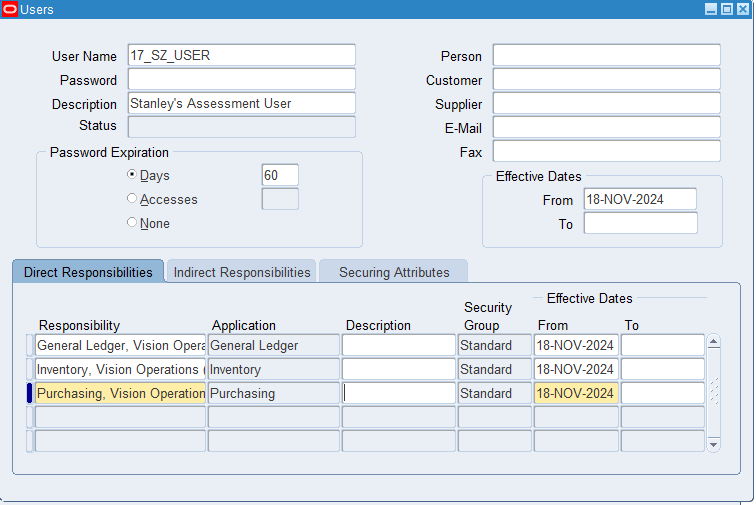 Users
User Name 17_SZ_USER
Password
Description Stanley's Assessment User
Status
Person
Customer
Supplier
E-Mail
Fax
Password Expiration
Days 60
Accesses
None
Effective Dates
From 18-NOV-2024
To
Direct Responsibilities Indirect Responsibilities Securing Attributes
Effective Dates
Security
Responsibility Application Description Group From To
General Ledger, Vision Opera General Ledger Standard 18-NOV-2024
Inventory, Vision Operations ( Inventory Standard 18-NOV-2024
Purchasing, Vision Operation Purchasing Standard 18-NOV-2024